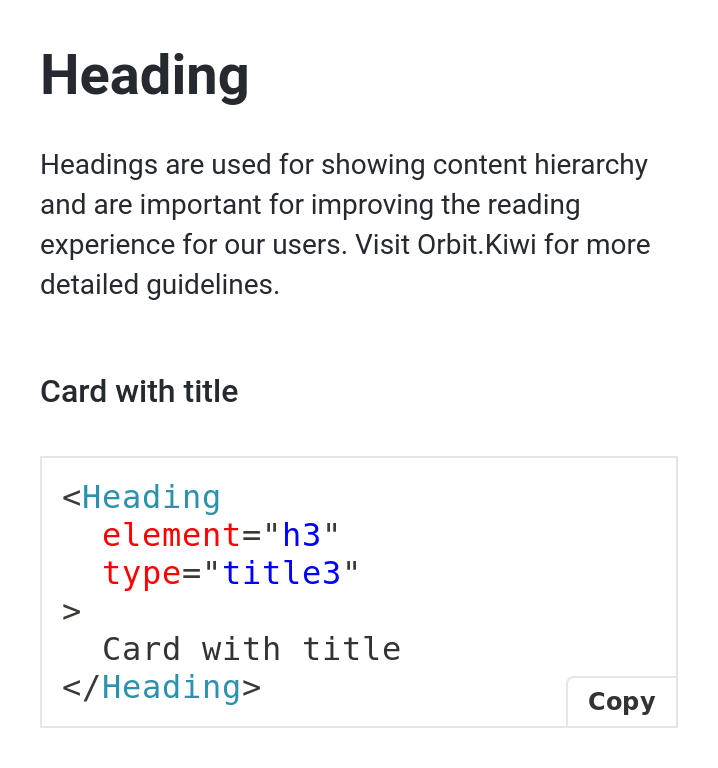 Heading
Headings are used for showing content hierarchy
and are important for improving the reading
experience for our users. Visit Orbit.Kiwi for more
detailed guidelines.
Card with title
<Heading
  element="h3"
  type="title3"
>
  Card with title
</Heading>
Copy